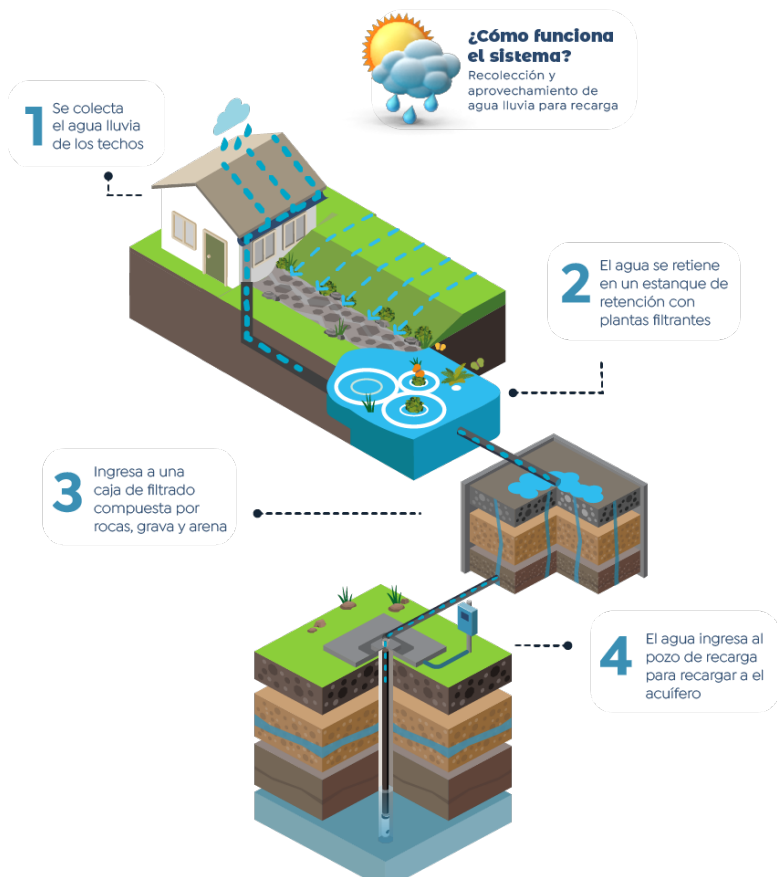 ¿Cómo funciona
el sistema?
Recolección y
aprovechamiento de
agua lluvia para recarga
1
Se colecta
el agua lluvia
de los techos
2
El agua se retiene
en un estanque de
retención con
plantas filtrantes
3
Ingresa a una
caja de filtrado
compuesta por
rocas, grava y arena
4
El agua ingresa al
pozo de recarga
para recargar a el
acuífero